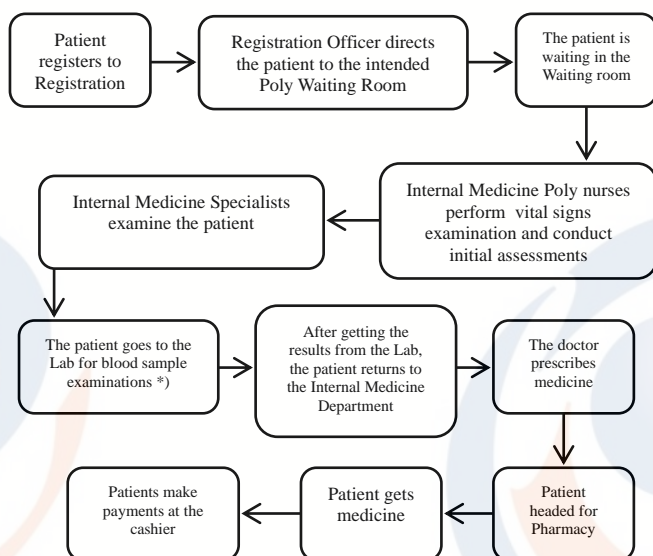 Patient
registers to
Registration
Registration Officer directs
the patient to the intended
Poly Waiting Room
The patient is
waiting in the
Waiting room
Internal Medicine Poly nurses
perform vital signs
examination and conduct
initial assessments
Internal Medicine Specialists
examine the patient
The patient goes to the
Lab for blood sample
examinations *)
After getting the
results from the Lab,
the patient returns to
the Internal Medicine
Department
The doctor
prescribes
medicine
Patient
headed for
Pharmacy
Patient gets
medicine
Patients make
payments at the
cashier